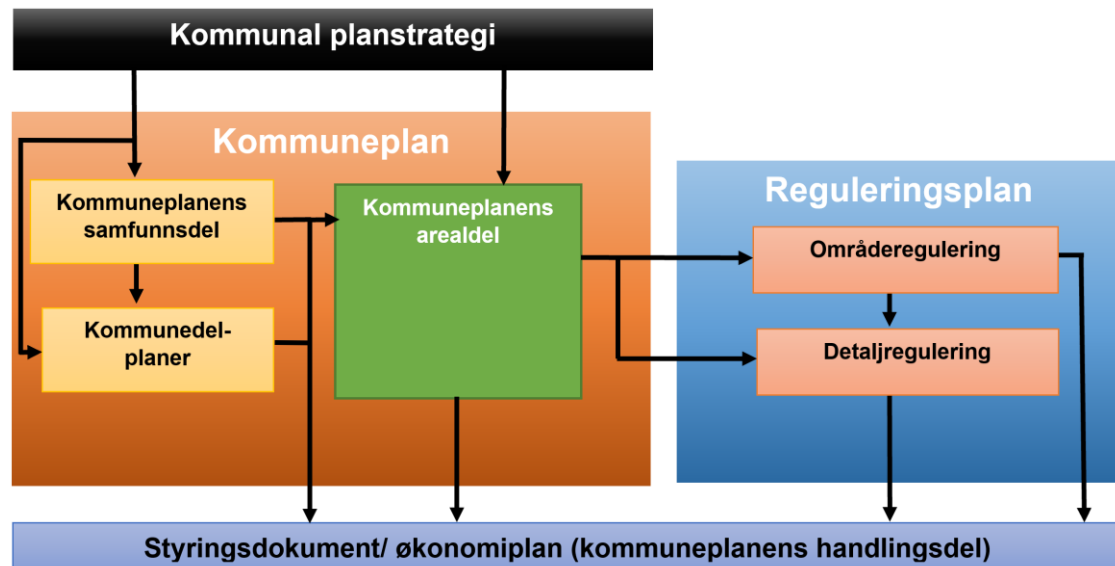 Kommunal planstrategi
Kommuneplan
Kommuneplanens
samfunnsdel
Kommunedel-
planer
Kommuneplanens
arealdel
Reguleringsplan
Områderegulering
Detaljregulering
Styringsdokument/ økonomiplan (kommuneplanens handlingsdel)